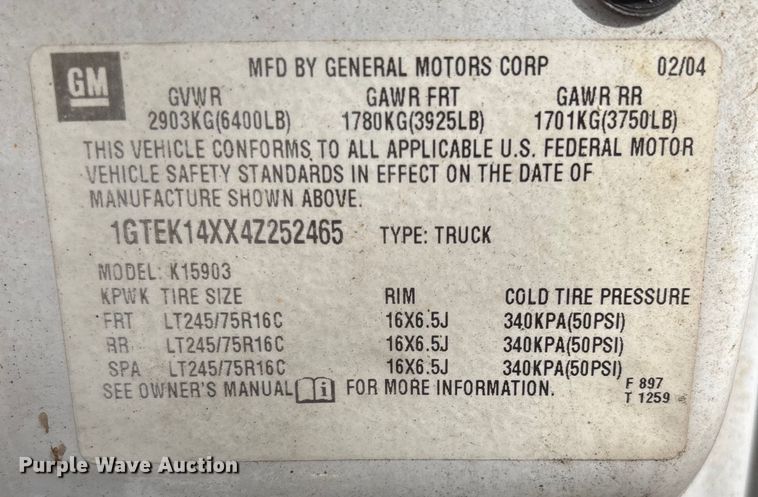 GM
MFD BY GENERAL MOTORS CORP 02/04
GVWR GAWR FRT GAWR RR
2903KG(6400LB) 1780KG(3925LB) 1701KG(3750LB)
THIS VEHICLE CONFORMS TO ALL APPLICABLE U.S. FEDERAL MOTOR
VEHICLE SAFETY STANDARDS IN EFFECT ON THE DATE OF
MANUFACTURE SHOWN ABOVE.
1GTEK14XX4Z252465 TYPE: TRUCK
MODEL: K15903
KPWK TIRE SIZE RIM COLD TIRE PRESSURE
FRT LT245/75R16C 16X6.5J 340KPA(50PSI)
RR LT245/75R16C 16X6.5J 340KPA(50PSI)
SPA LT245/75R16C 16X6.5J 340KPA(50PSI)
SEE OWNER'S MANUAL i FOR MORE INFORMATION.
F 897
T 1259
Purple Wave Auction